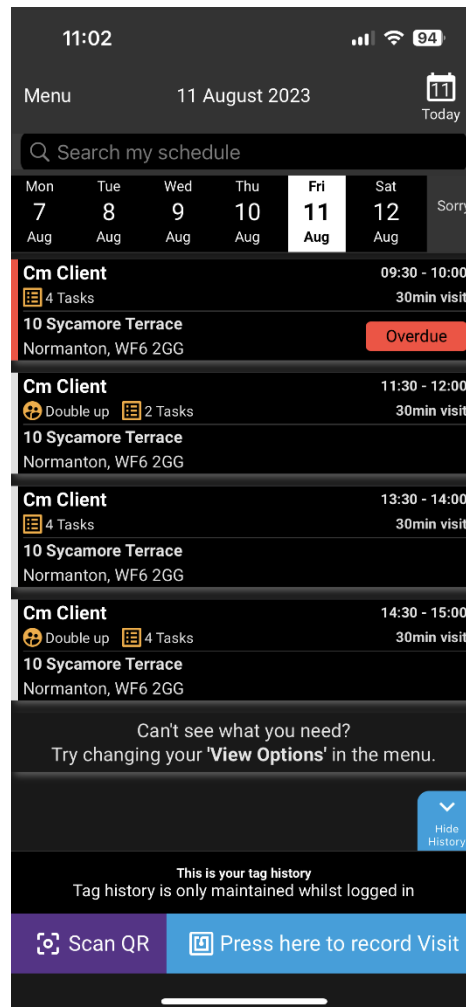 11:02
94
Menu
11 August 2023
11
Today
Search my schedule
Mon Tue Wed Thu Fri Sat
7 8 9 10 11 12 Sorry
Aug Aug Aug Aug Aug Aug
Cm Client 09:30 - 10:00
4 Tasks 30min visit
10 Sycamore Terrace
Normanton, WF6 2GG
Overdue
Cm Client 11:30 - 12:00
Double up 2 Tasks 30min visit
10 Sycamore Terrace
Normanton, WF6 2GG
Cm Client 13:30 - 14:00
4 Tasks 30min visit
10 Sycamore Terrace
Normanton, WF6 2GG
Cm Client 14:30 - 15:00
Double up 4 Tasks 30min visit
10 Sycamore Terrace
Normanton, WF6 2GG
Can't see what you need?
Try changing your 'View Options' in the menu.
Hide
History
This is your tag history
Tag history is only maintained whilst logged in
Scan QR
Press here to record Visit